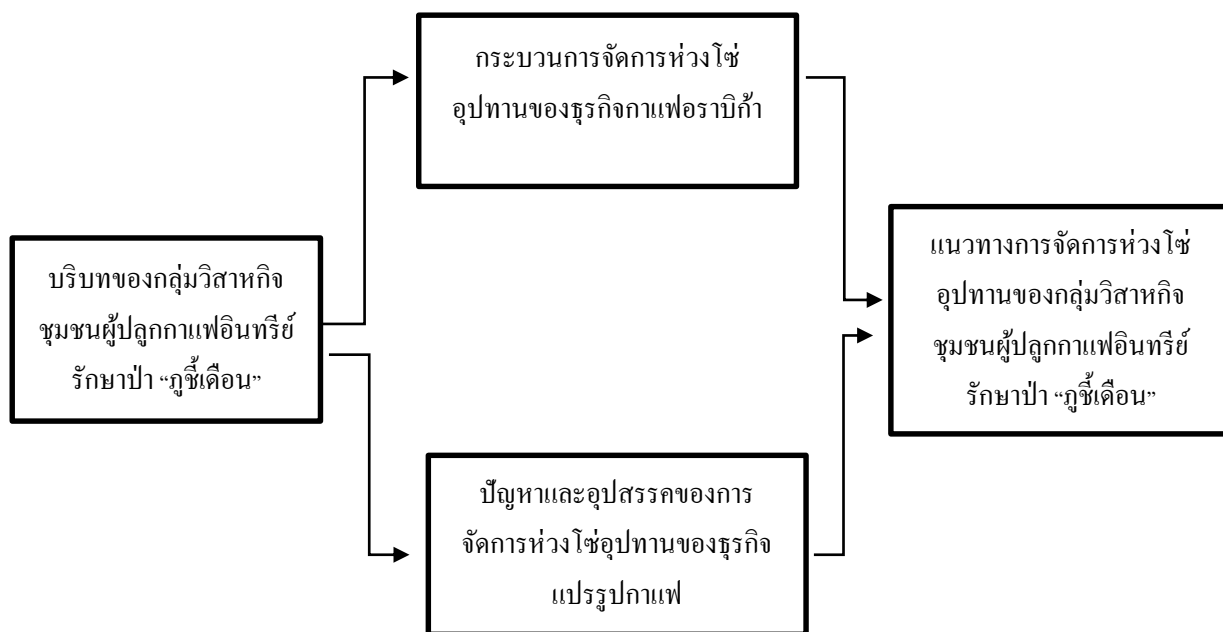 กระบวนการจัดการห่วงโซ่
อุปทานของธุรกิจกาแฟอราบิก้า
บริบทของกลุ่มวิสาหกิจ
ชุมชนผู้ปลูกกาแฟอินทรีย์
รักษาป่า “ภูชี้เดือน”
แนวทางการจัดการห่วงโซ่
อุปทานของกลุ่มวิสาหกิจ
ชุมชนผู้ปลูกกาแฟอินทรีย์
รักษาป่า “ภูชี้เดือน”
ปัญหาและอุปสรรคของการ
จัดการห่วงโซ่อุปทานของธุรกิจ
แปรรูปกาแฟ